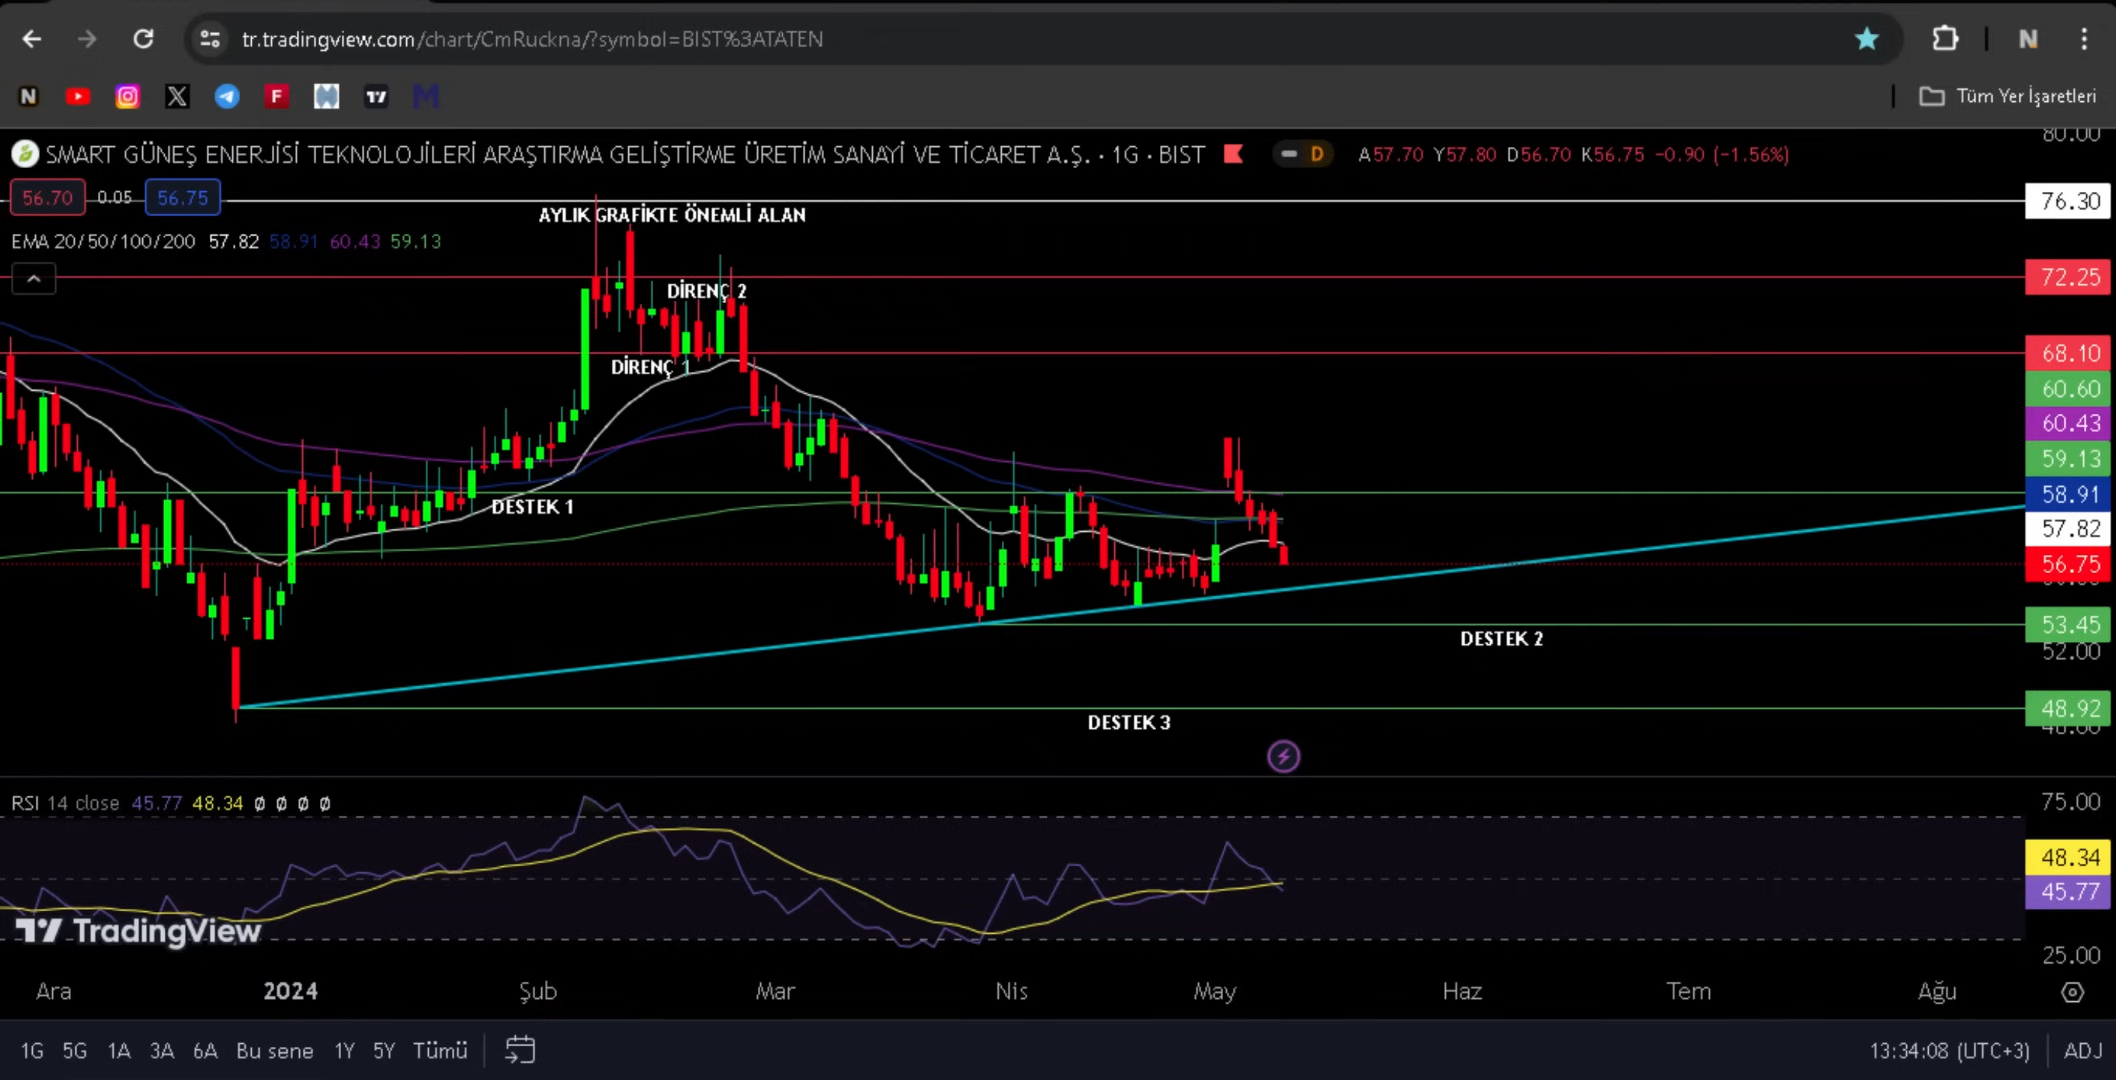 tr.tradingview.com/chart/CmRuckna/?symbol=BIST%3ATATEN
N
N
F
M
Tüm Yer İşaretleri
SMART GÜNEŞ ENERJİSİ TEKNOLOJİLERİ ARAŞTIRMA GELİŞTİRME ÜRETİM SANAYİ VE TİCARET A.Ş. · 1G · BIST
D
A57.70 Y57.80 D56.70 K56.75 −0.90 (−1.56%)
80.00
56.70 0.05 56.75
76.30
AYLIK GRAFİKTE ÖNEMLİ ALAN
EMA 20/50/100/200 57.82 58.91 60.43 59.13
72.25
DİRENÇ 2
68.10
DİRENÇ 1
60.60
60.43
59.13
58.91
DESTEK 1
57.82
56.75
53.45
DESTEK 2
52.00
48.92
DESTEK 3
RSI 14 close 45.77 48.34 Ø Ø Ø Ø
75.00
48.34
45.77
TradingView
25.00
Ara 2024 Şub Mar Nis May Haz Tem Ağu
1G 5G 1A 3A 6A Bu sene 1Y 5Y Tümü
13:34:08 (UTC+3) ADJ